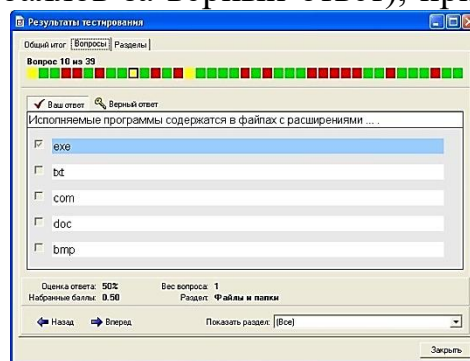 баллов за верный ответ), при
Результаты тестирования
Общий итог Вопросы Разделы
Вопрос 10 из 39
Ваш ответ Верный ответ
Исполняемые программы содержатся в файлах с расширениями ... .
exe
txt
com
doc
bmp
Оценка ответа: 50% Вес вопроса: 1
Набранные баллы: 0.50 Раздел: Файлы и папки
Назад Вперед Показать раздел: (Все)
Закрыть